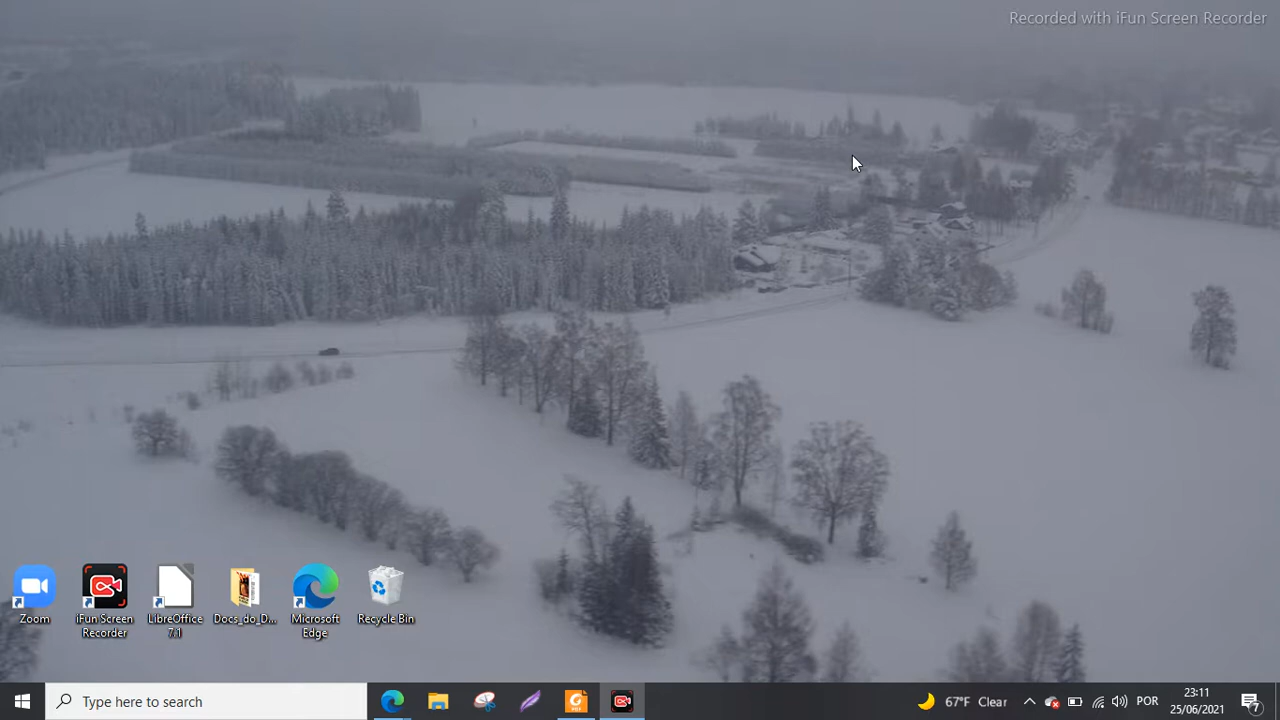 Recorded with iFun Screen Recorder
Zoom
iFun Screen
Recorder
LibreOffice
7.1
Docs_do_D...
Microsoft
Edge
Recycle Bin
Type here to search
67°F Clear
POR
23:11
25/06/2021
7